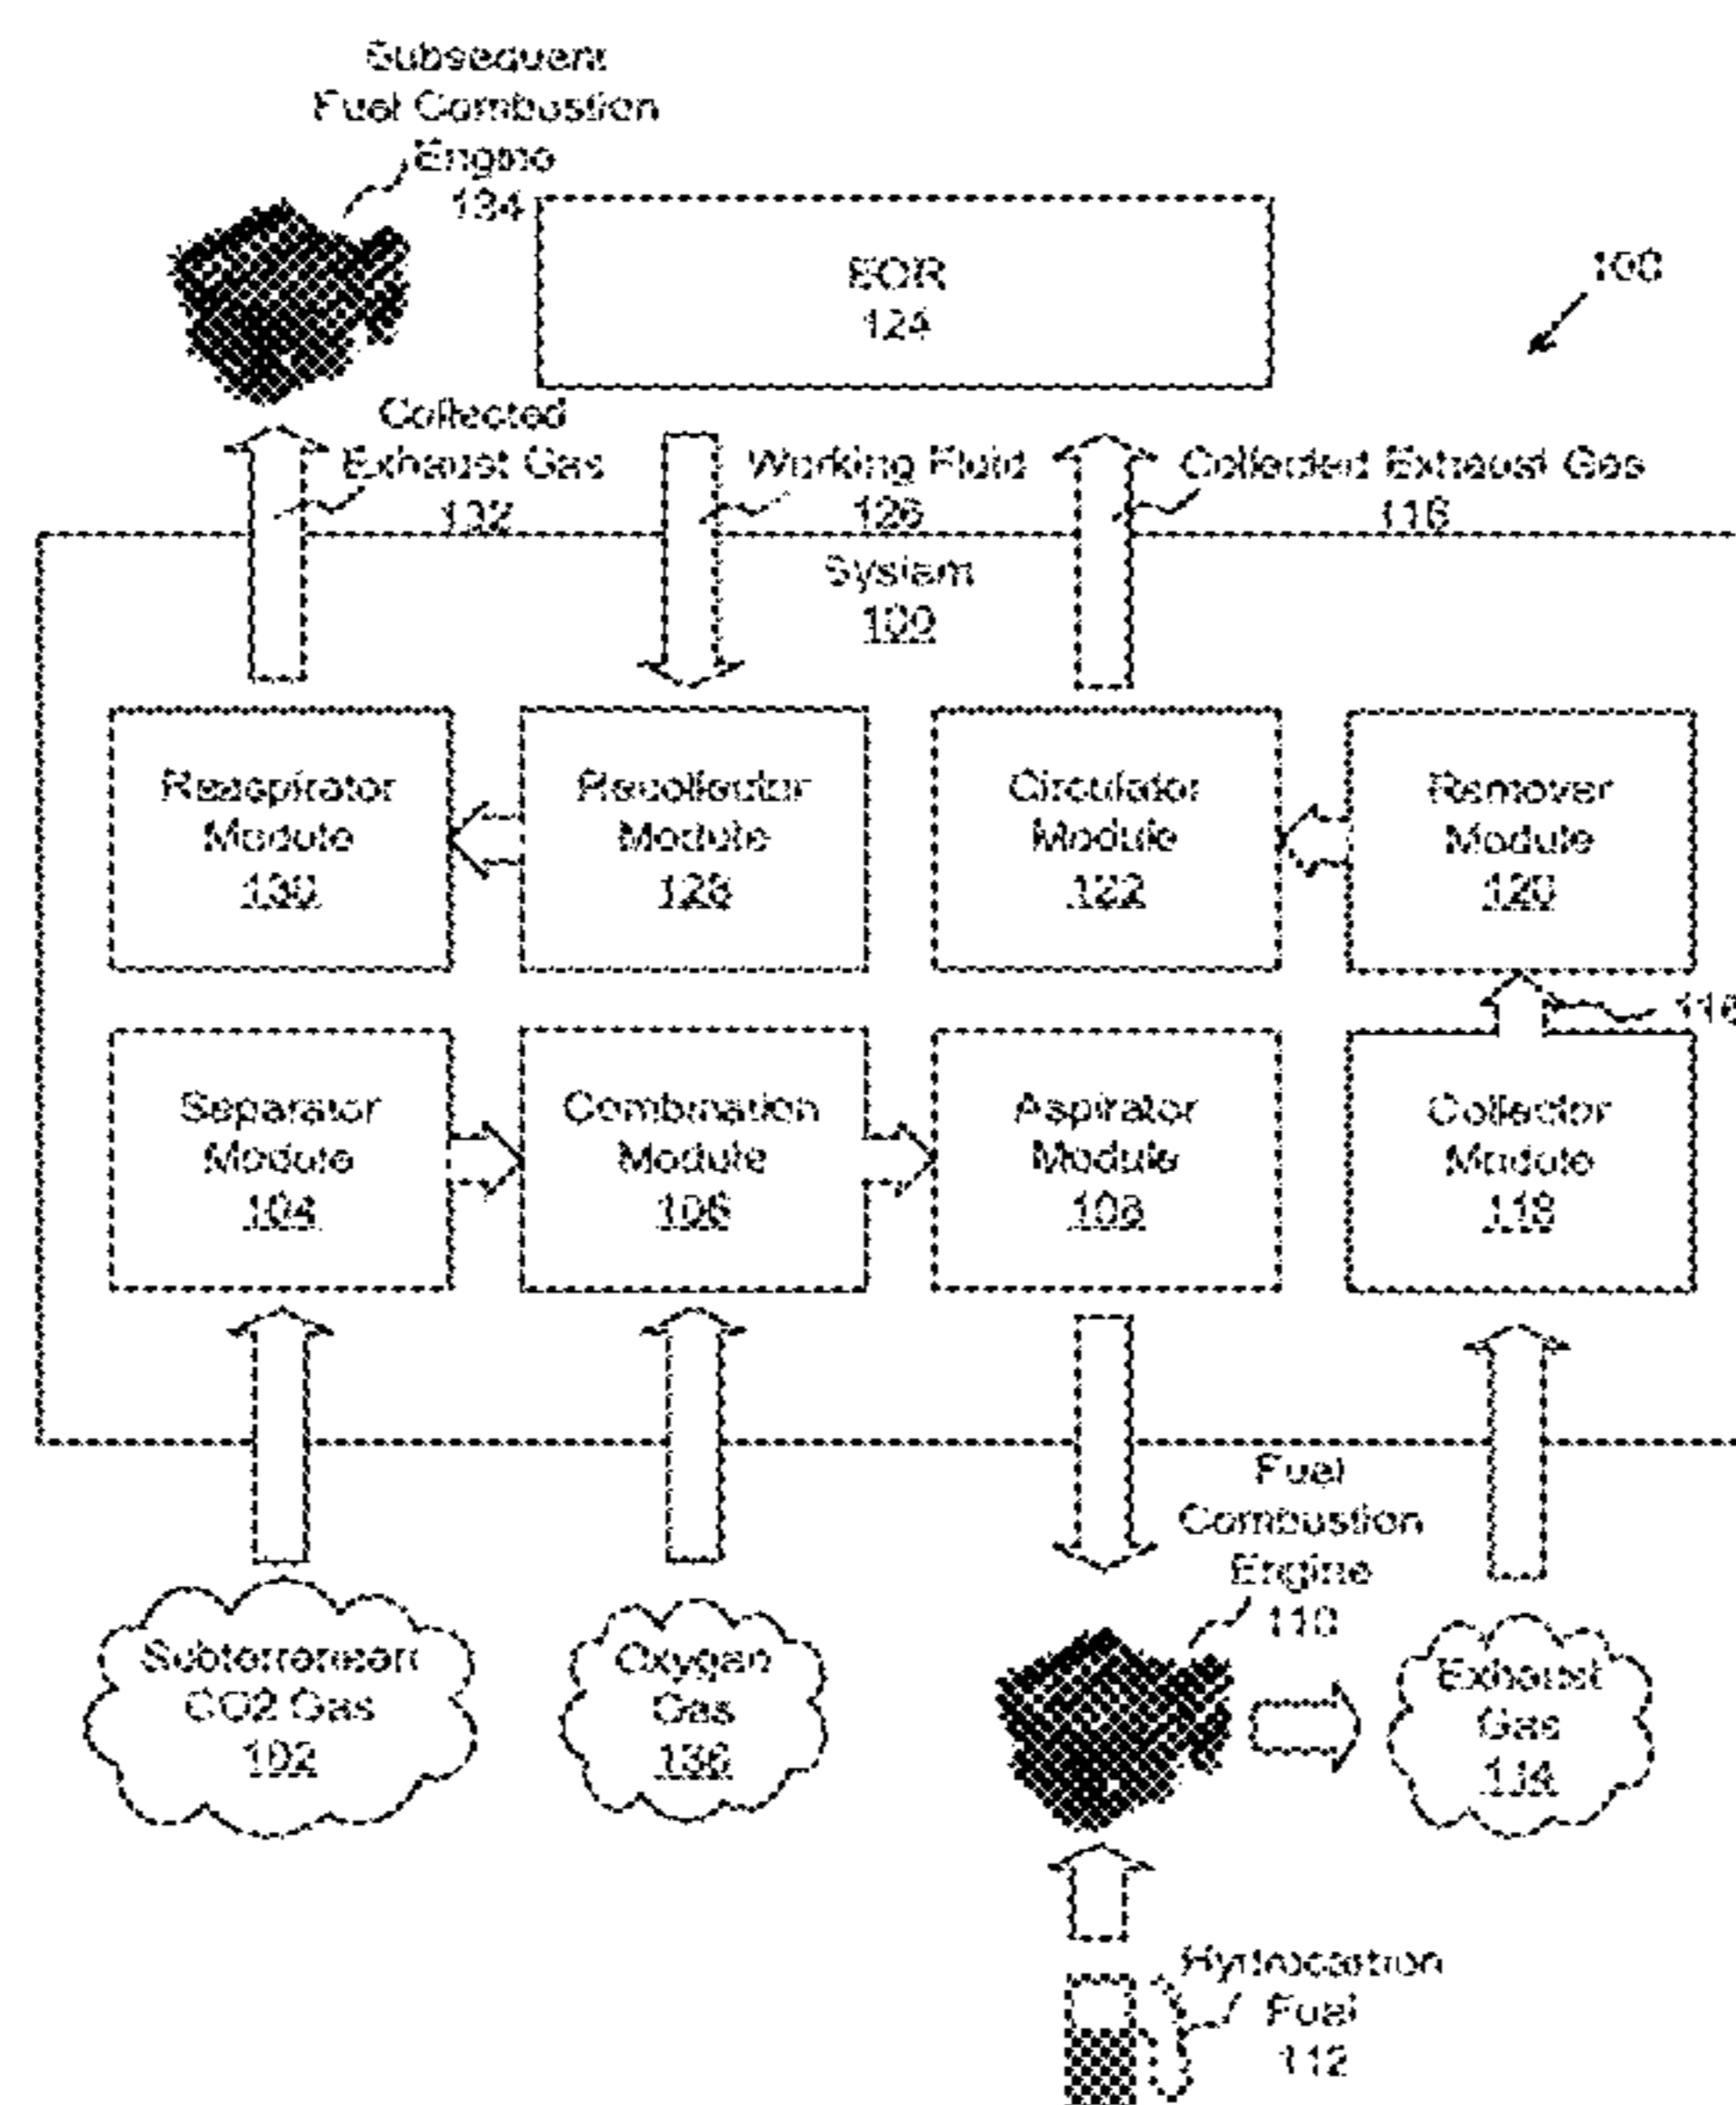 Subsequent
Fuel Combustion
Engine
134
EOR
124
100
Collected
Exhaust Gas
132
Working Fluid
126
Collected Exhaust Gas
116
System
100
Reaspirator
Module
130
Recollector
Module
128
Circulator
Module
122
Remover
Module
120
116
Separator
Module
104
Combination
Module
106
Aspirator
Module
108
Collector
Module
118
Fuel
Combustion
Engine
110
Subterranean
CO2 Gas
102
Oxygen
Gas
136
Exhaust
Gas
114
Hydrocarbon
Fuel
112